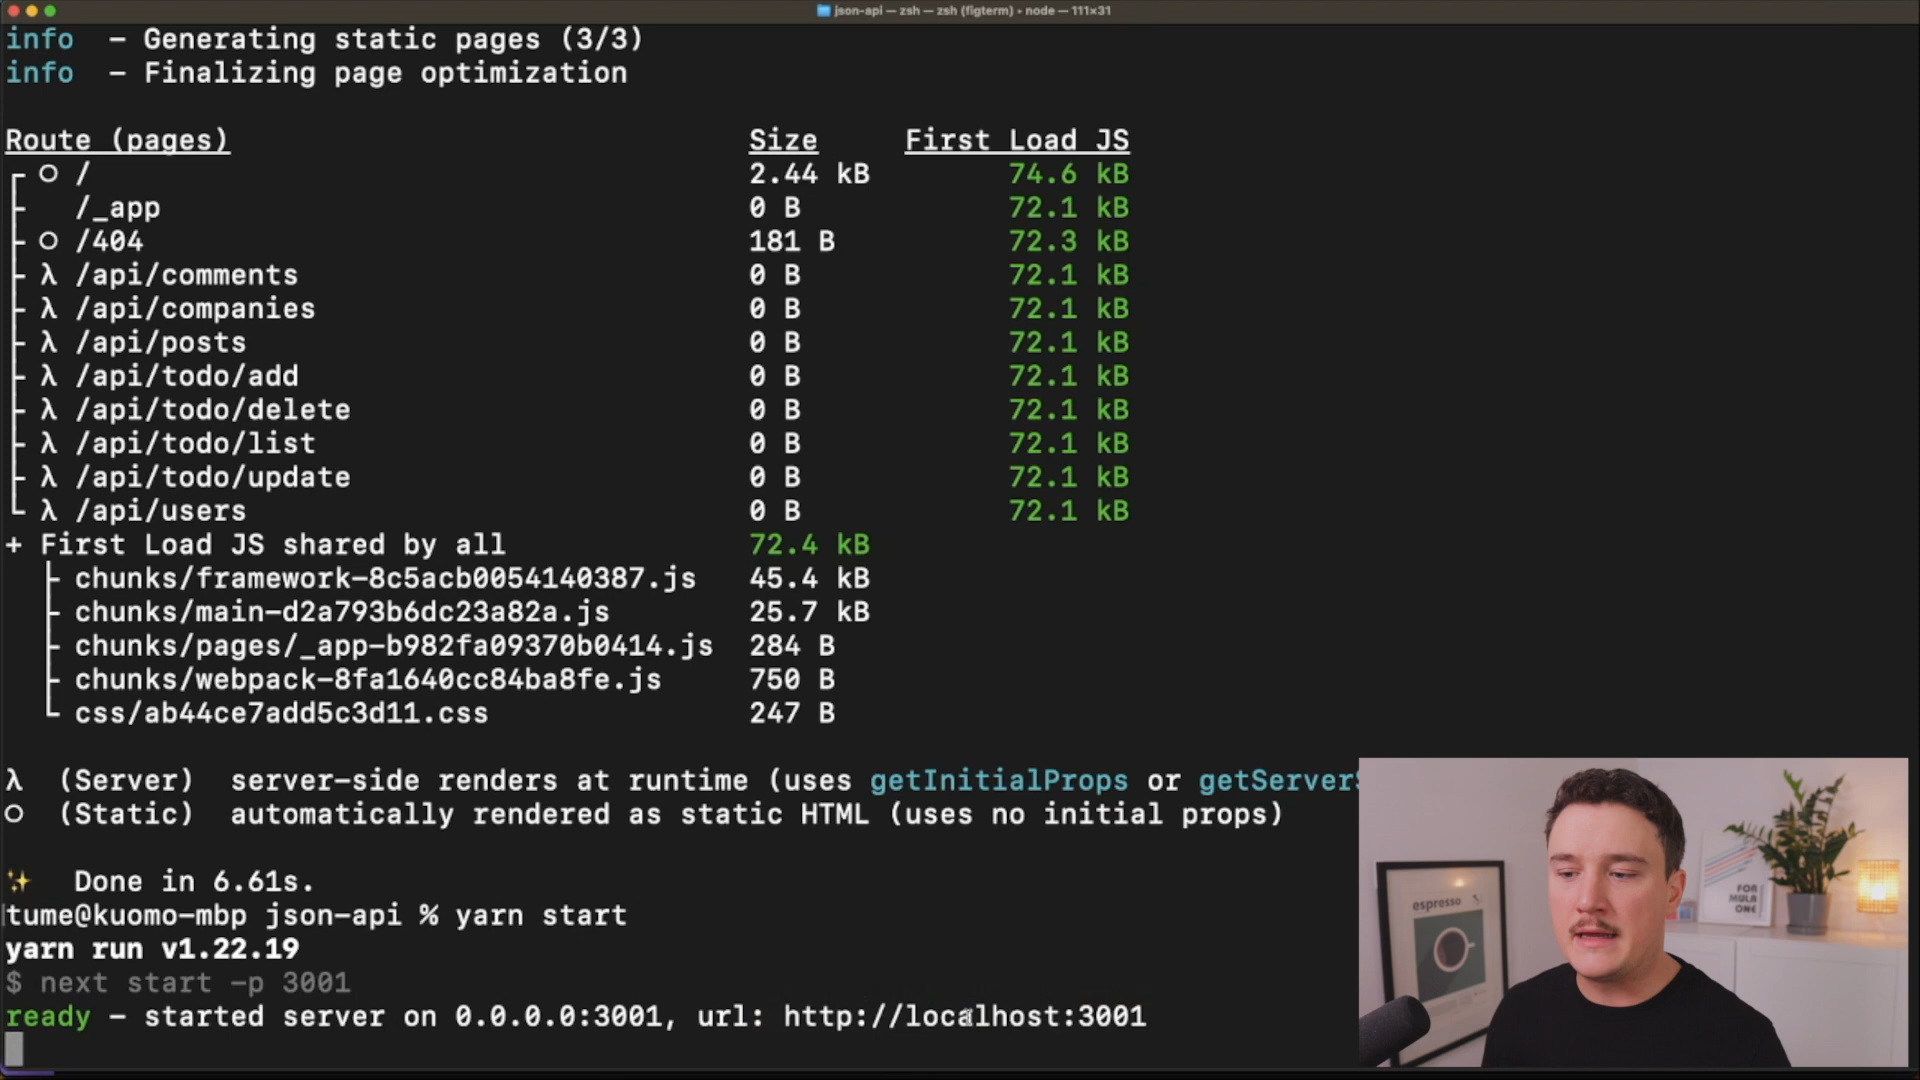 json-api — zsh — zsh (figterm) • node — 111×31
info  – Generating static pages (3/3)
info  – Finalizing page optimization
Route (pages)  Size  First Load JS
┌ ○ /  2.44 kB  74.6 kB
├   /_app  0 B  72.1 kB
├ ○ /404  181 B  72.3 kB
├ λ /api/comments  0 B  72.1 kB
├ λ /api/companies  0 B  72.1 kB
├ λ /api/posts  0 B  72.1 kB
├ λ /api/todo/add  0 B  72.1 kB
├ λ /api/todo/delete  0 B  72.1 kB
├ λ /api/todo/list  0 B  72.1 kB
├ λ /api/todo/update  0 B  72.1 kB
└ λ /api/users  0 B  72.1 kB
+ First Load JS shared by all  72.4 kB
├ chunks/framework-8c5acb0054140387.js  45.4 kB
├ chunks/main-d2a793b6dc23a82a.js  25.7 kB
├ chunks/pages/_app-b982fa09370b0414.js  284 B
├ chunks/webpack-8fa1640cc84ba8fe.js  750 B
└ css/ab44ce7add5c3d11.css  247 B
λ  (Server)  server-side renders at runtime (uses getInitialProps or getServerS
○  (Static)  automatically rendered as static HTML (uses no initial props)
✨  Done in 6.61s.
tume@kuomo-mbp json-api % yarn start
yarn run v1.22.19
$ next start -p 3001
ready – started server on 0.0.0.0:3001, url: http://localhost:3001
espresso
FOR
MULA
ONE